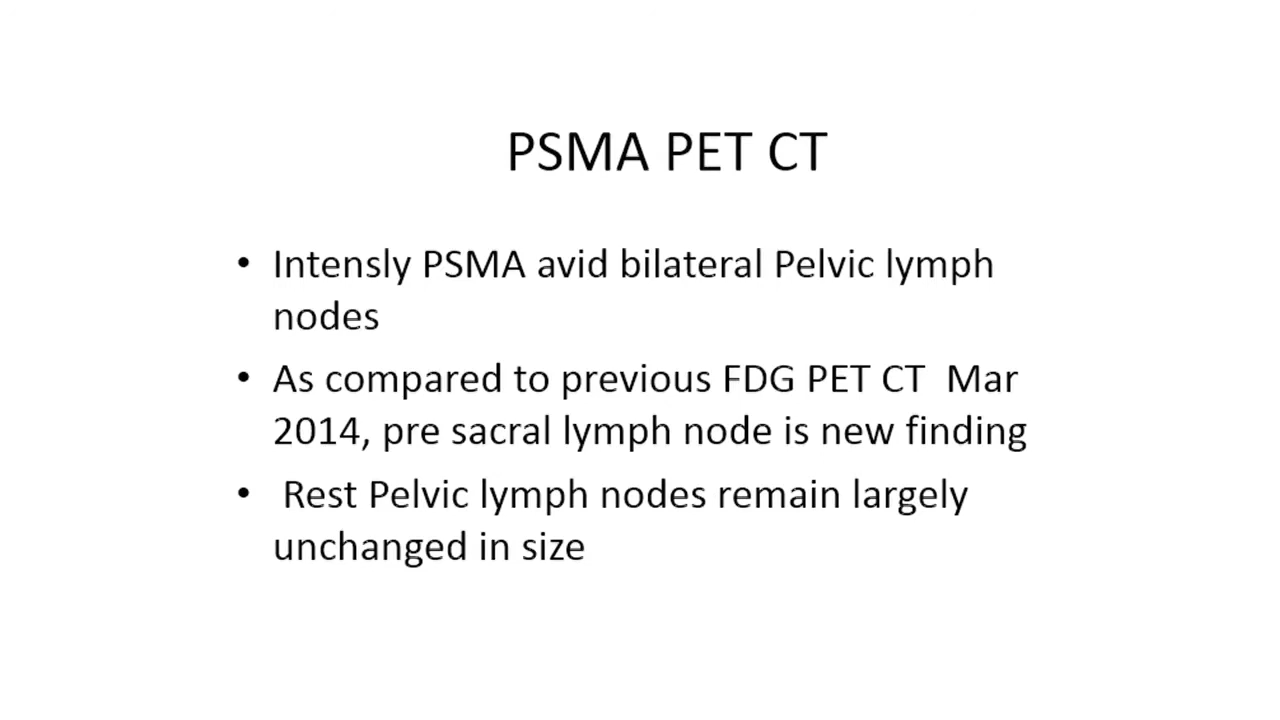 PSMA PET CT
• Intensly PSMA avid bilateral Pelvic lymph
nodes
• As compared to previous FDG PET CT  Mar
2014, pre sacral lymph node is new finding
•  Rest Pelvic lymph nodes remain largely
unchanged in size